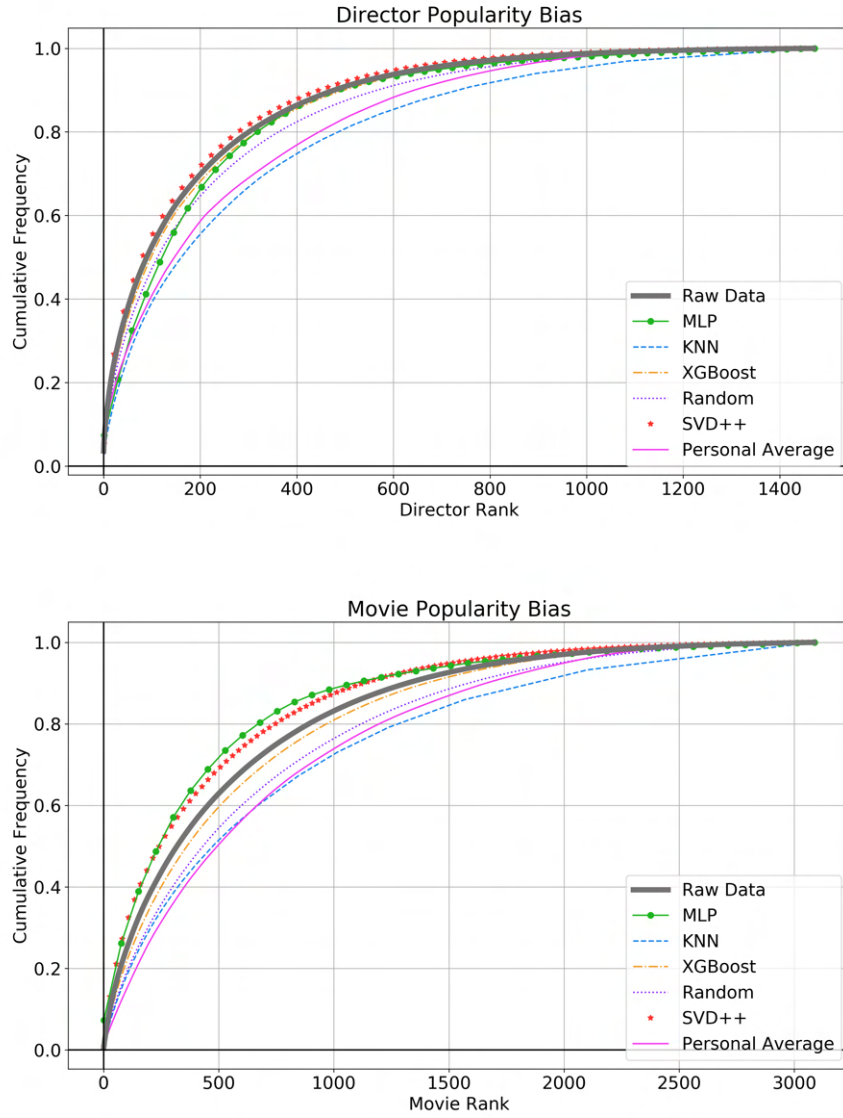 Director Popularity Bias
1.0
0.8
0.6
0.4
0.2
0.0
Cumulative Frequency
Raw Data
MLP
KNN
XGBoost
Random
SVD++
Personal Average
0 200 400 600 800 1000 1200 1400
Director Rank
Movie Popularity Bias
1.0
0.8
0.6
0.4
0.2
0.0
Cumulative Frequency
Raw Data
MLP
KNN
XGBoost
Random
SVD++
Personal Average
0 500 1000 1500 2000 2500 3000
Movie Rank